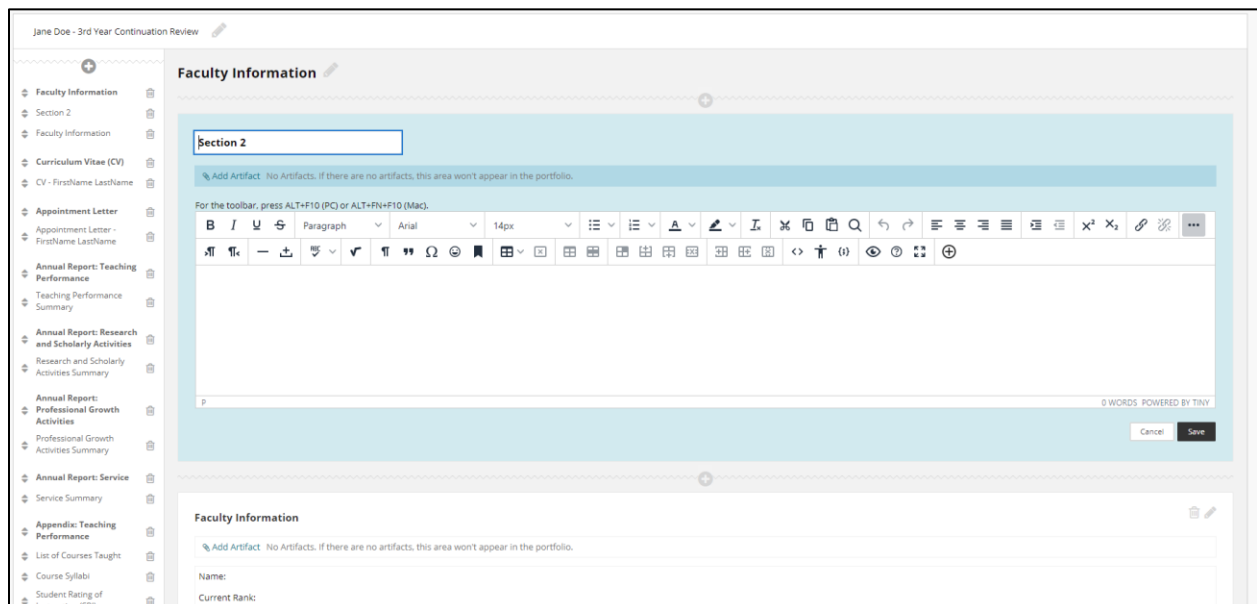 Jane Doe - 3rd Year Continuation Review
Faculty Information
Section 2
Faculty Information
Curriculum Vitae (CV)
CV - FirstName LastName
Appointment Letter
Appointment Letter -
FirstName LastName
Annual Report: Teaching
Performance
Teaching Performance
Summary
Annual Report: Research
and Scholarly Activities
Research and Scholarly
Activities Summary
Annual Report:
Professional Growth
Activities
Professional Growth
Activities Summary
Annual Report: Service
Service Summary
Appendix: Teaching
Performance
List of Courses Taught
Course Syllabi
Student Rating of
Faculty Information
Section 2
Add Artifact No Artifacts. If there are no artifacts, this area won't appear in the portfolio.
For the toolbar, press ALT+F10 (PC) or ALT+FN+F10 (Mac).
B I U S Paragraph Arial 14px A X² X₂
P 0 WORDS POWERED BY TINY
Cancel Save
Faculty Information
Add Artifact No Artifacts. If there are no artifacts, this area won't appear in the portfolio.
Name:
Current Rank: